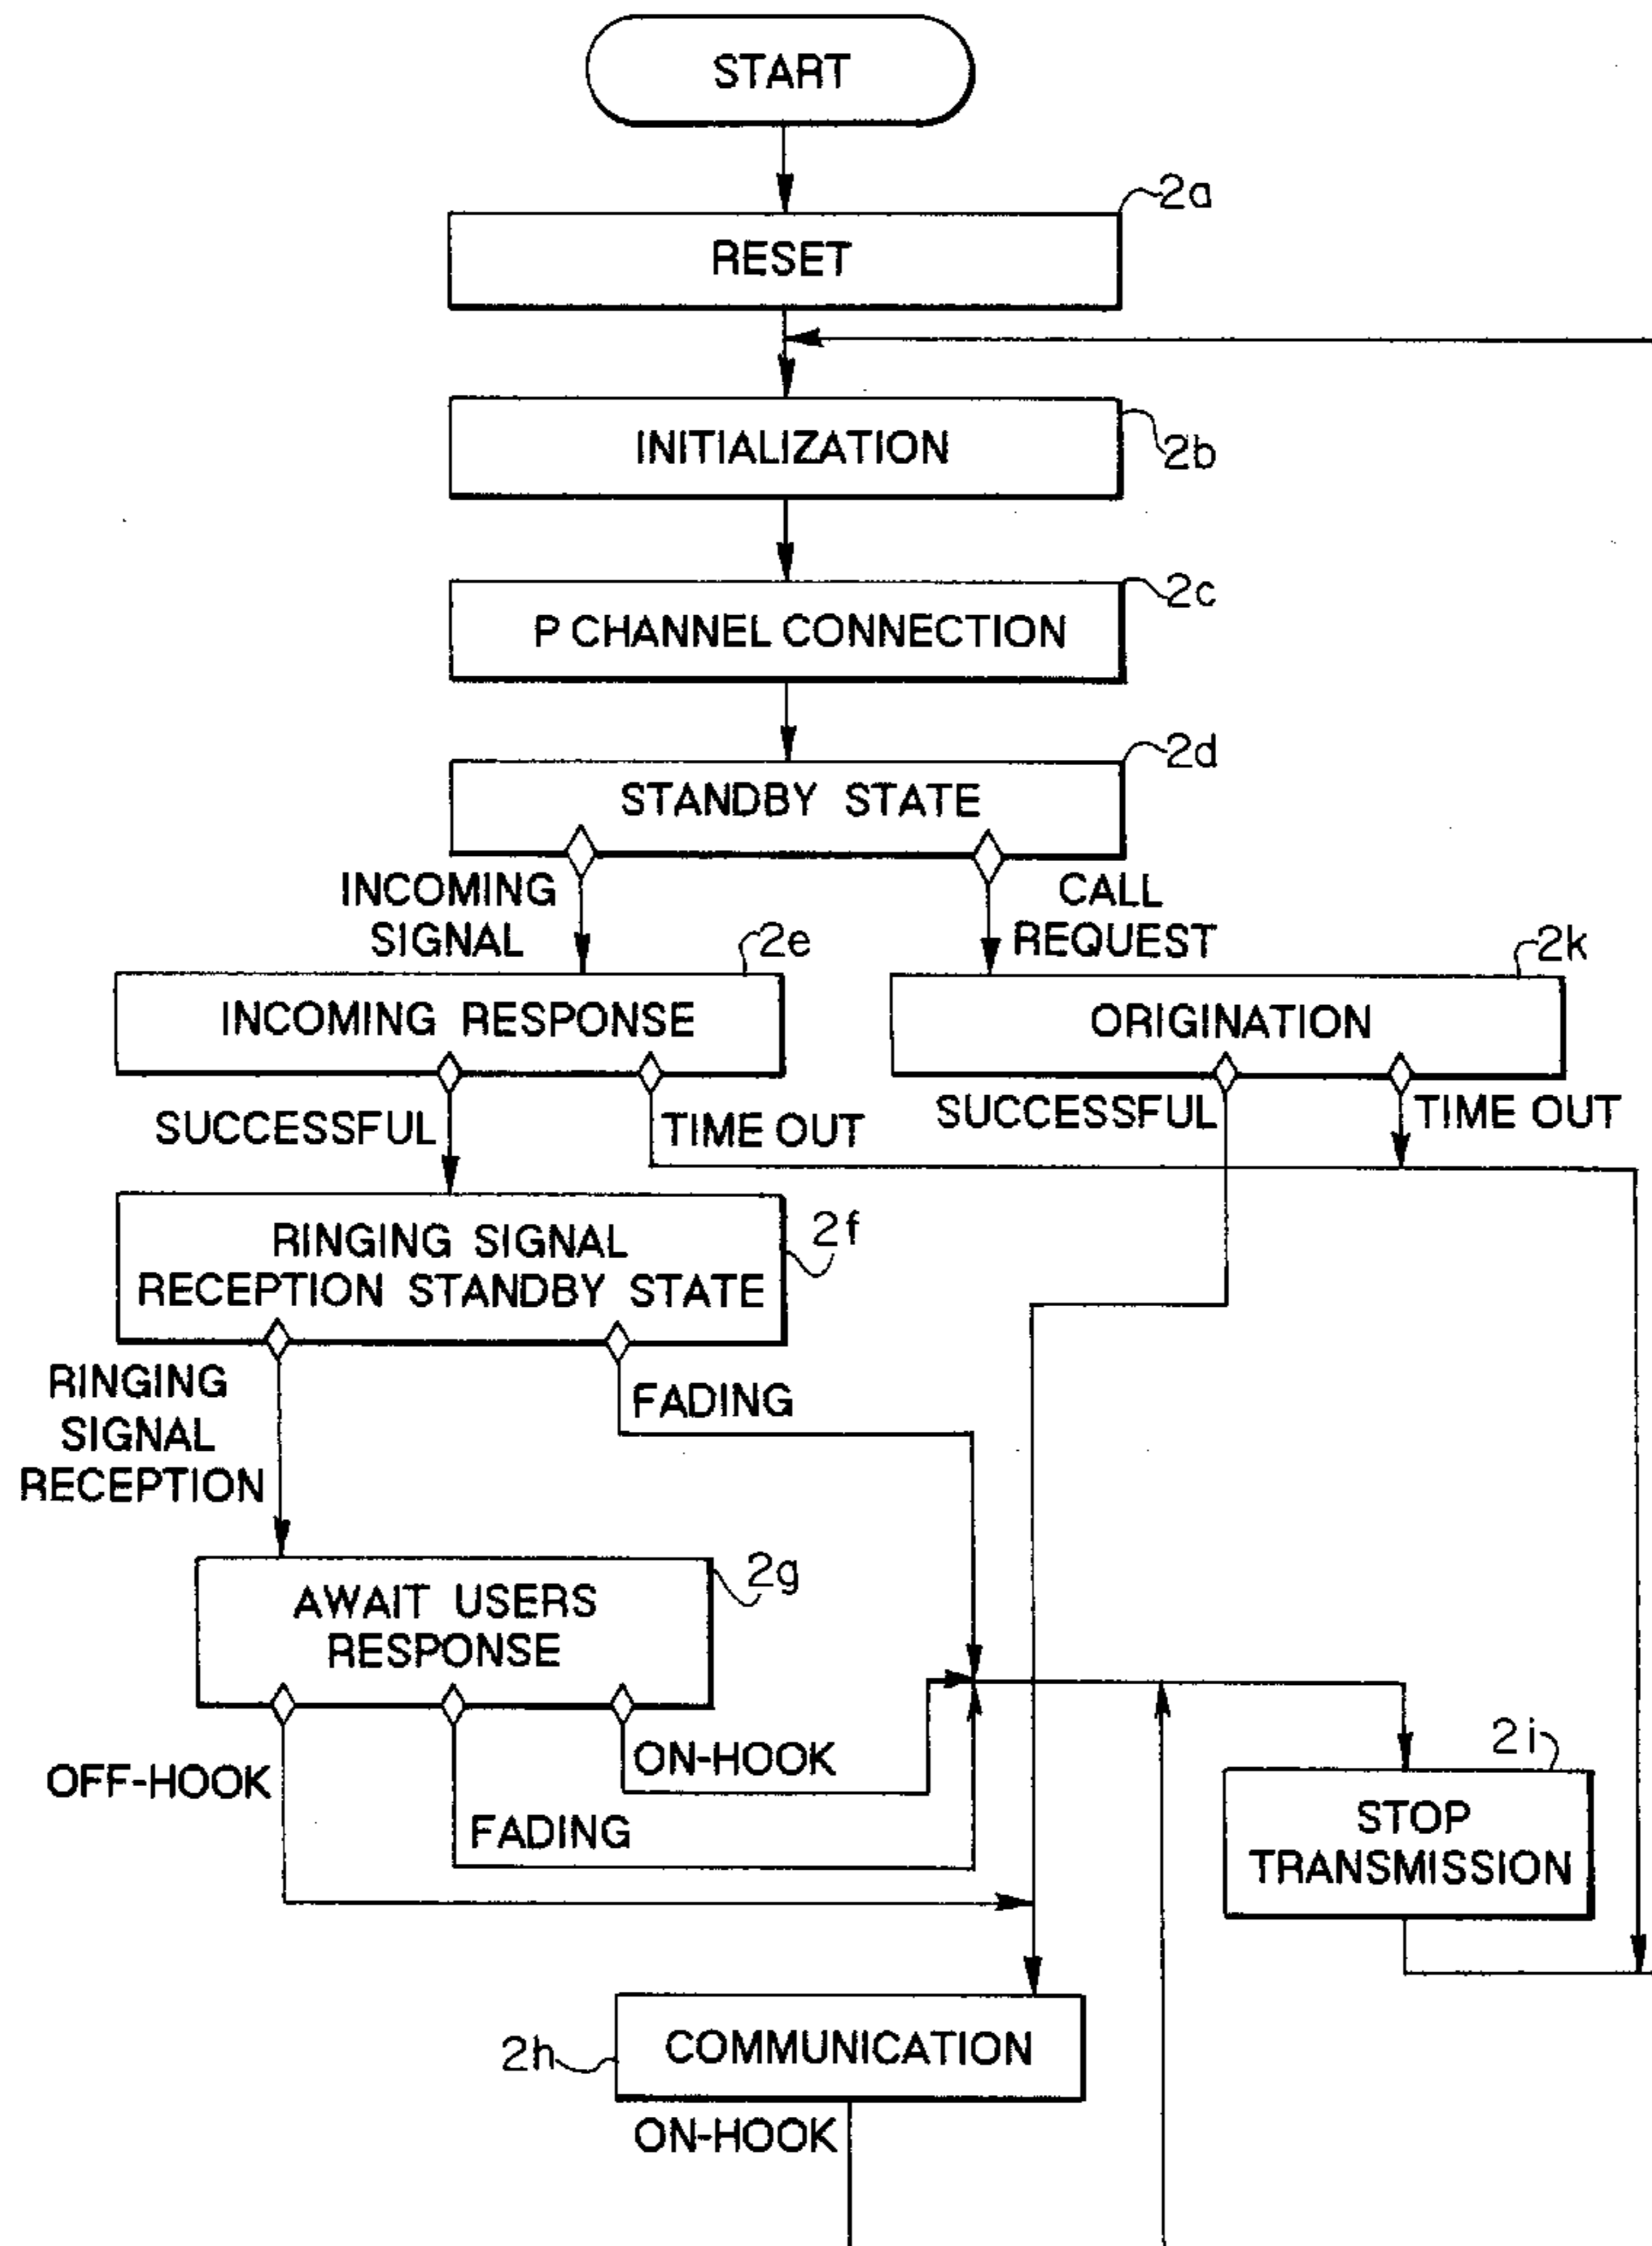 START
2a
RESET
INITIALIZATION
2b
2c
P CHANNEL CONNECTION
2d
STANDBY STATE
INCOMING
SIGNAL
CALL
REQUEST
2e
2k
INCOMING RESPONSE
ORIGINATION
SUCCESSFUL
TIME OUT
SUCCESSFUL
TIME OUT
2f
RINGING SIGNAL
RECEPTION STANDBY STATE
RINGING
SIGNAL
RECEPTION
FADING
2g
AWAIT USERS
RESPONSE
OFF-HOOK
ON-HOOK
FADING
2i
STOP
TRANSMISSION
2h
COMMUNICATION
ON-HOOK